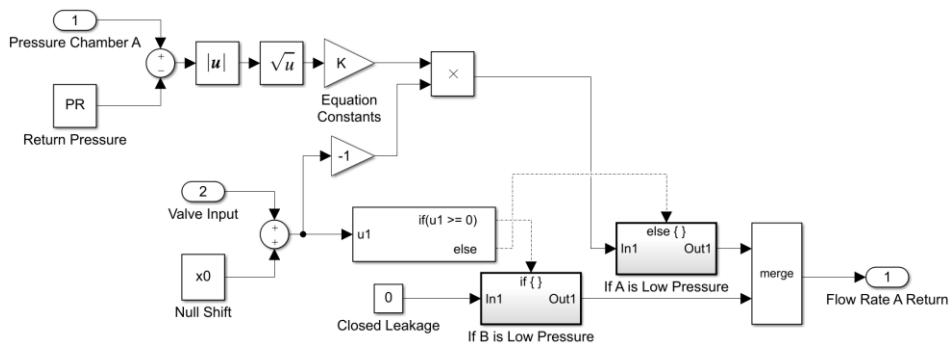 1
Pressure Chamber A
+
−
|u|
√u
K
Equation
Constants
×
PR
Return Pressure
-1
2
Valve Input
+
+
x0
Null Shift
u1
if(u1 >= 0)
else
else { }
In1
Out1
If A is Low Pressure
0
Closed Leakage
if { }
In1
Out1
If B is Low Pressure
merge
1
Flow Rate A Return